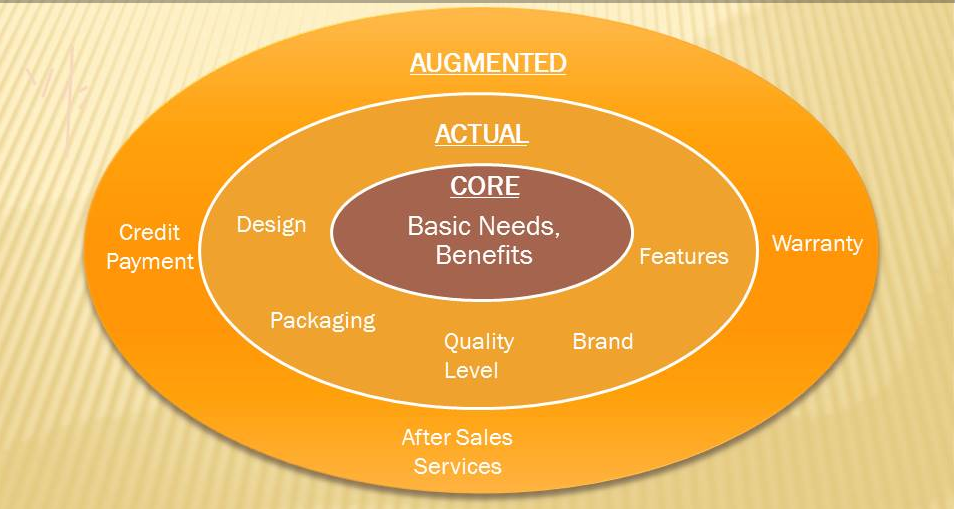 AUGMENTED
ACTUAL
CORE
Basic Needs,
Benefits
Design
Features
Credit
Payment
Warranty
Packaging
Quality
Level
Brand
After Sales
Services